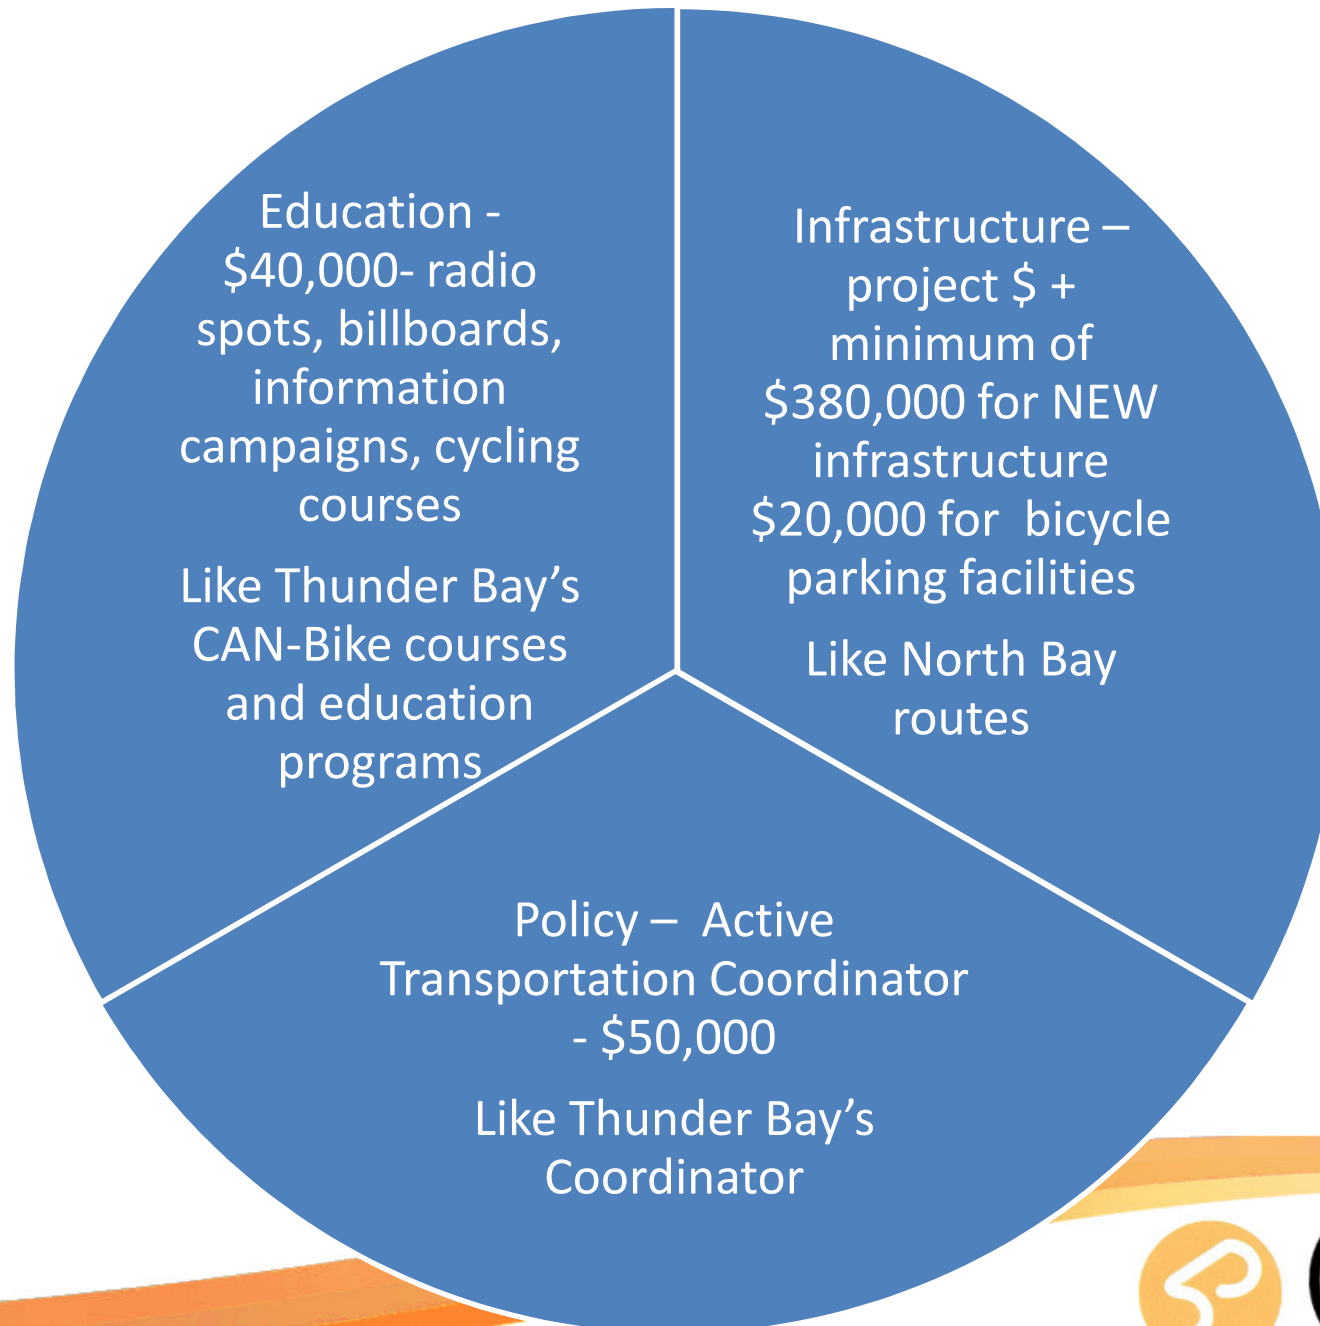 Education -
$40,000- radio
spots, billboards,
information
campaigns, cycling
courses
Like Thunder Bay’s
CAN-Bike courses
and education
programs
Infrastructure –
project $ +
minimum of
$380,000 for NEW
infrastructure
$20,000 for  bicycle
parking facilities
Like North Bay
routes
Policy –  Active
Transportation Coordinator
- $50,000
Like Thunder Bay’s
Coordinator